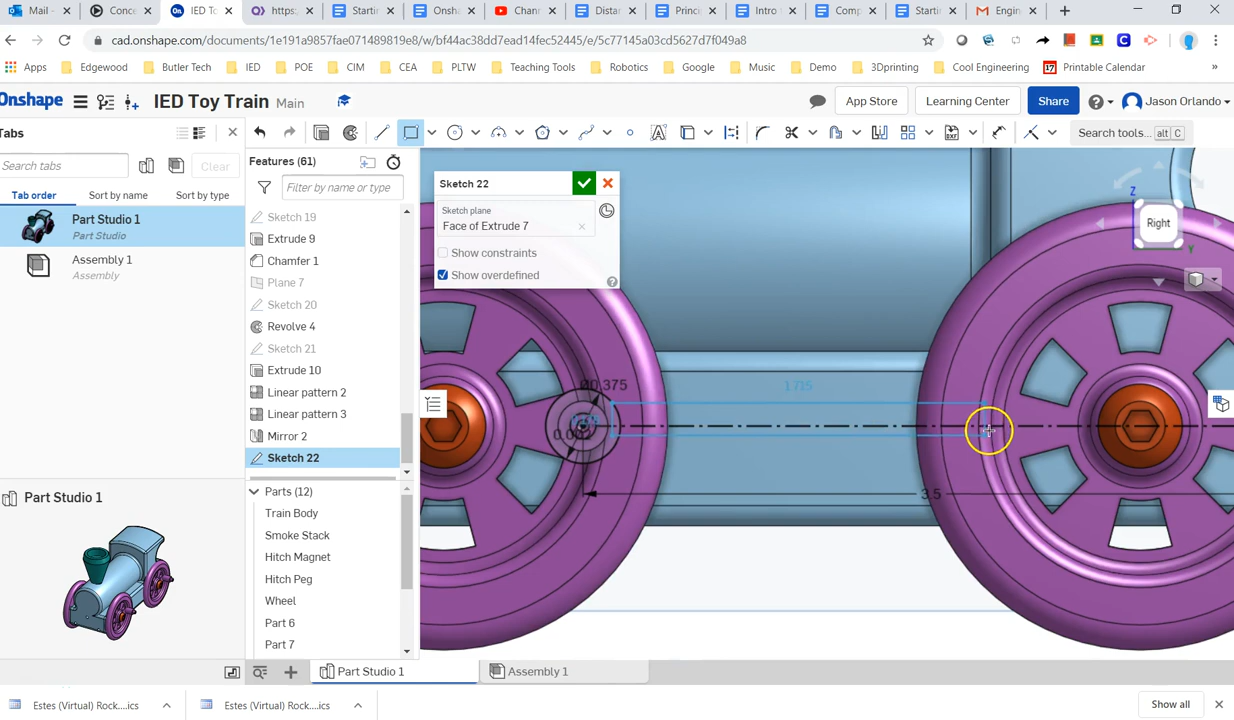 Mail -
Conce
IED To
https:/
Startin
Onsha
Chann
Distan
Prince
Intro
Comp
Startin
Engin
cad.onshape.com/documents/1e191a9857fae071489819e8/w/bf44ac38dd7ead14fec52445/e/5c77145a03cd5627d7f049a8
Apps
Edgewood
Butler Tech
IED
POE
CIM
CEA
PLTW
Teaching Tools
Robotics
Google
Music
Demo
3Dprinting
Cool Engineering
17
Printable Calendar
»
Onshape
IED Toy Train
Main
App Store
Learning Center
Share
Jason Orlando
Tabs
Features (61)
Search tools...
alt C
Search tabs
Clear
Filter by name or type
Tab order
Sort by name
Sort by type
Part Studio 1
Part Studio
Assembly 1
Assembly
Sketch 19
Extrude 9
Chamfer 1
Plane 7
Sketch 20
Revolve 4
Sketch 21
Extrude 10
Linear pattern 2
Linear pattern 3
Mirror 2
Sketch 22
Parts (12)
Train Body
Smoke Stack
Hitch Magnet
Hitch Peg
Wheel
Part 6
Part 7
Part Studio 1
Sketch 22
Sketch plane
Face of Extrude 7
Show constraints
Show overdefined
Z
Right
Y
Ø0.375
1.715
3.5
Part Studio 1
Assembly 1
Estes (Virtual) Rock....ics
Estes (Virtual) Rock....ics
Show all